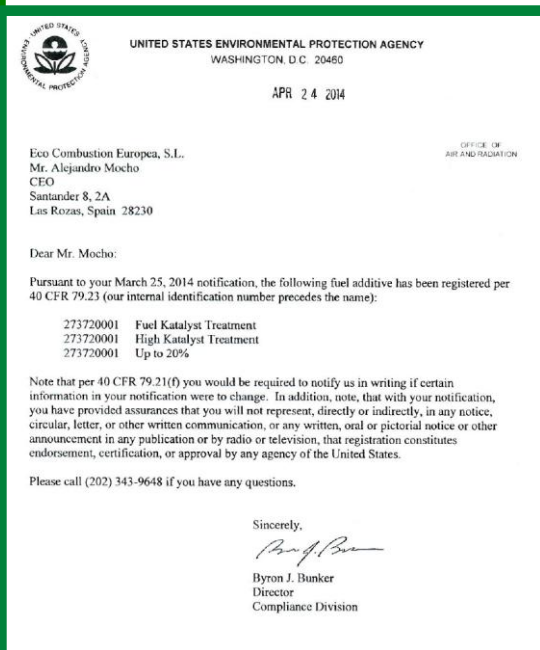 UNITED STATES ENVIRONMENTAL PROTECTION AGENCY
WASHINGTON, D.C. 20460
APR 24 2014
OFFICE OF
AIR AND RADIATION
Eco Combustion Europea, S.L.
Mr. Alejandro Mocho
CEO
Santander 8, 2A
Las Rozas, Spain 28230
Dear Mr. Mocho:
Pursuant to your March 25, 2014 notification, the following fuel additive has been registered per
40 CFR 79.23 (our internal identification number precedes the name):
273720001 Fuel Katalyst Treatment
273720001 High Katalyst Treatment
273720001 Up to 20%
Note that per 40 CFR 79.21(f) you would be required to notify us in writing if certain
information in your notification were to change. In addition, note, that with your notification,
you have provided assurances that you will not represent, directly or indirectly, in any notice,
circular, letter, or other written communication, or any written, oral or pictorial notice or other
announcement in any publication or by radio or television, that registration constitutes
endorsement, certification, or approval by any agency of the United States.
Please call (202) 343-9648 if you have any questions.
Sincerely,
Byron J. Bunker
Director
Compliance Division